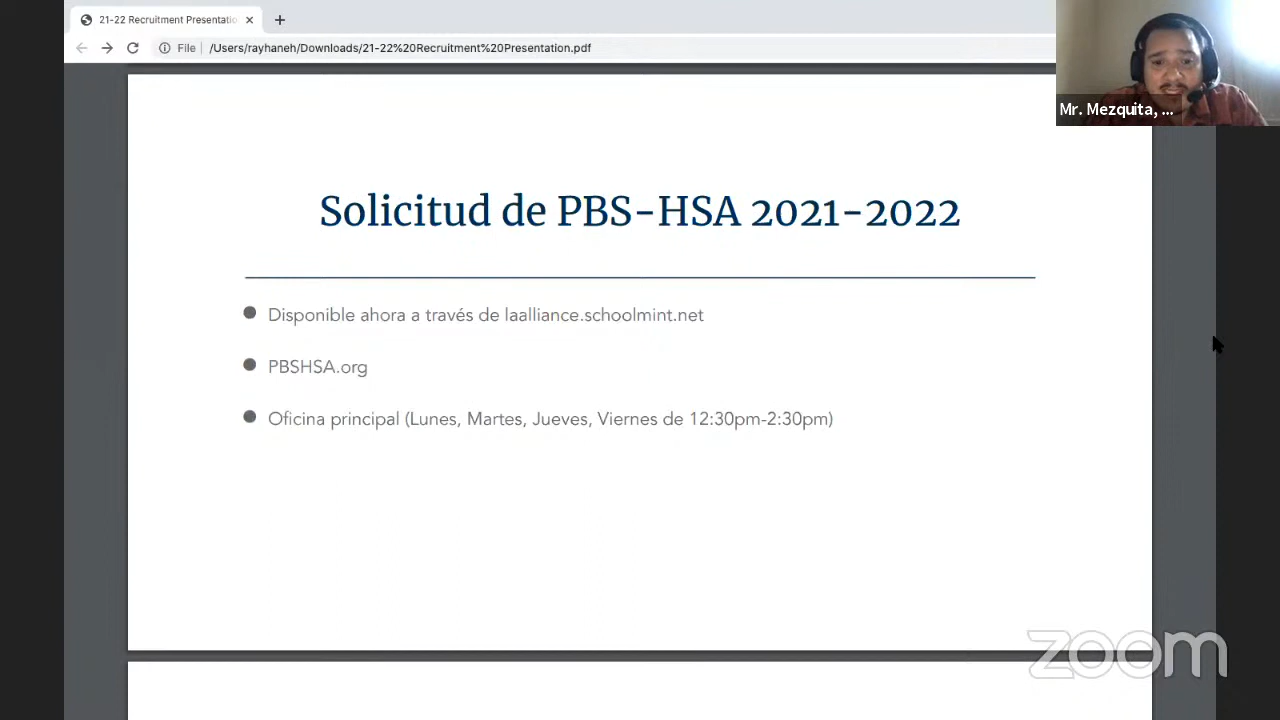 21-22 Recruitment Presentatio
File
/Users/rayhaneh/Downloads/21-22%20Recruitment%20Presentation.pdf
Mr. Mezquita, ...
Solicitud de PBS-HSA 2021-2022
Disponible ahora a través de laalliance.schoolmint.net
PBSHSA.org
Oficina principal (Lunes, Martes, Jueves, Viernes de 12:30pm-2:30pm)
zoom